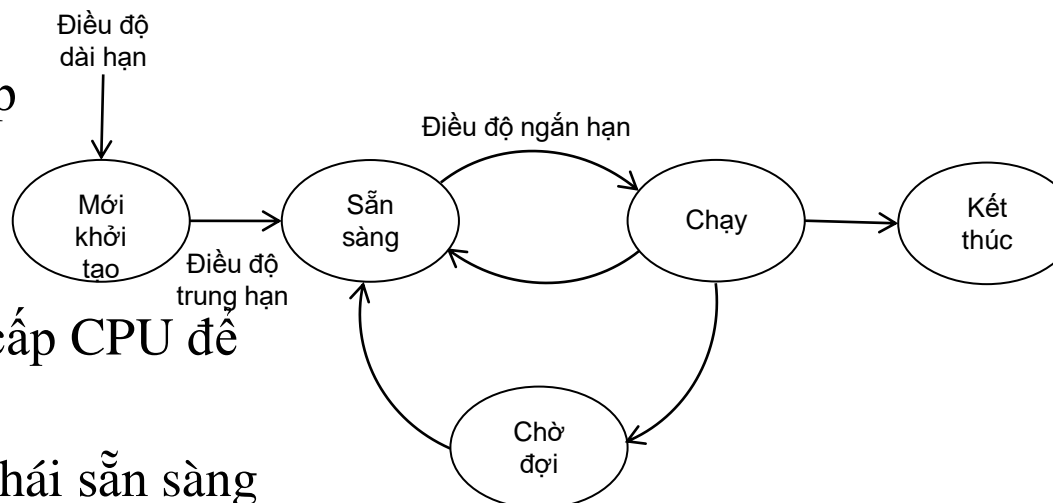 Điều độ
dài hạn
p
Điều độ ngắn hạn
Mới
khởi
tạo
Sẵn
sàng
Chạy
Kết
thúc
Điều độ
trung hạn
cấp CPU để
Chờ
đợi
hái sẵn sàng